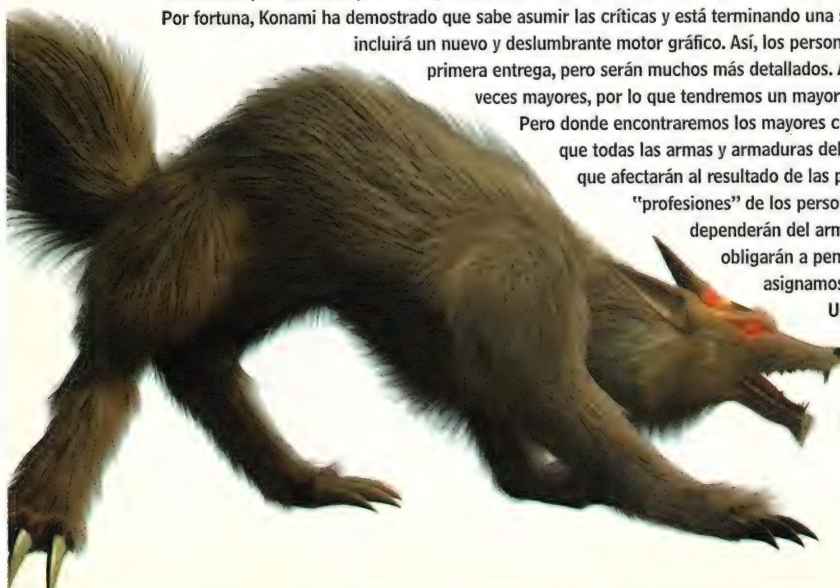 Por fortuna, Konami ha demostrado que sabe asumir las críticas y está terminando una
incluirá un nuevo y deslumbrante motor gráfico. Así, los person
primera entrega, pero serán muchos más detallados.
veces mayores, por lo que tendremos un mayor
Pero donde encontraremos los mayores c
que todas las armas y armaduras del
que afectarán al resultado de las p
"profesiones" de los perso
dependerán del arm
obligarán a pen
asignamos
U